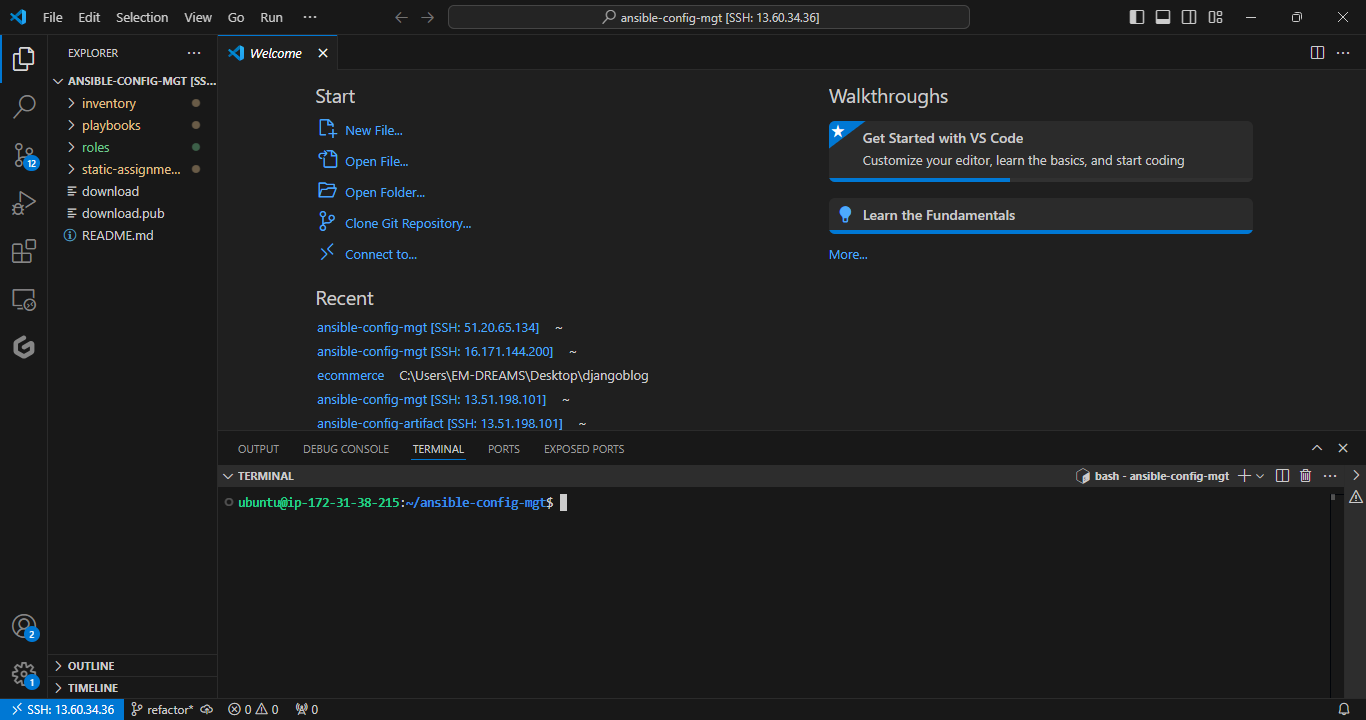 File Edit Selection View Go Run ···
ansible-config-mgt [SSH: 13.60.34.36]
EXPLORER ···
ANSIBLE-CONFIG-MGT [SS...
inventory
playbooks
roles
static-assignme...
download
download.pub
README.md
OUTLINE
TIMELINE
12
2
1
Welcome
Start
New File...
Open File...
Open Folder...
Clone Git Repository...
Connect to...
Recent
ansible-config-mgt [SSH: 51.20.65.134] ~
ansible-config-mgt [SSH: 16.171.144.200] ~
ecommerce C:\Users\EM-DREAMS\Desktop\djangoblog
ansible-config-mgt [SSH: 13.51.198.101] ~
ansible-config-artifact [SSH: 13.51.198.101] ~
Walkthroughs
Get Started with VS Code
Customize your editor, learn the basics, and start coding
Learn the Fundamentals
More...
OUTPUT DEBUG CONSOLE TERMINAL PORTS EXPOSED PORTS
TERMINAL
bash - ansible-config-mgt
ubuntu@ip-172-31-38-215:~/ansible-config-mgt$
SSH: 13.60.34.36 refactor* 0 0 0